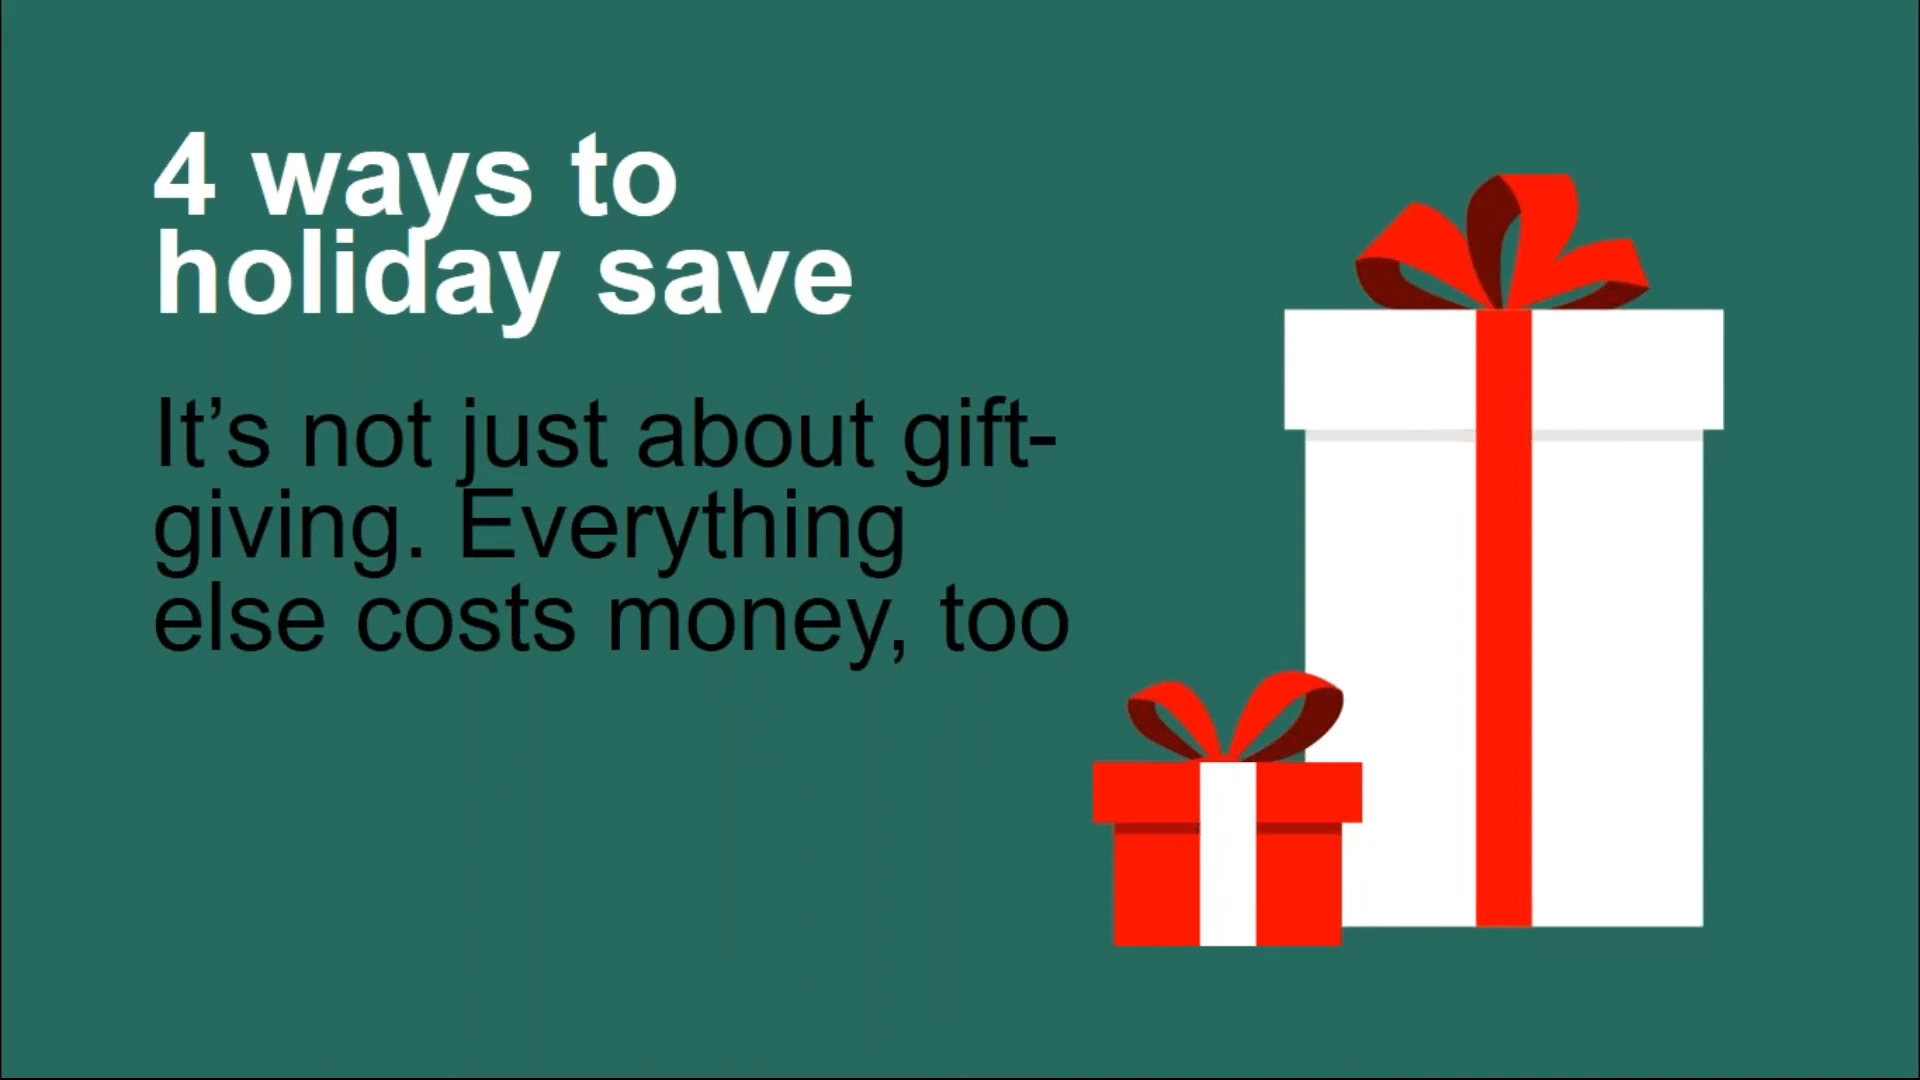 4 ways to
holiday save
It’s not just about gift-
giving. Everything
else costs money, too